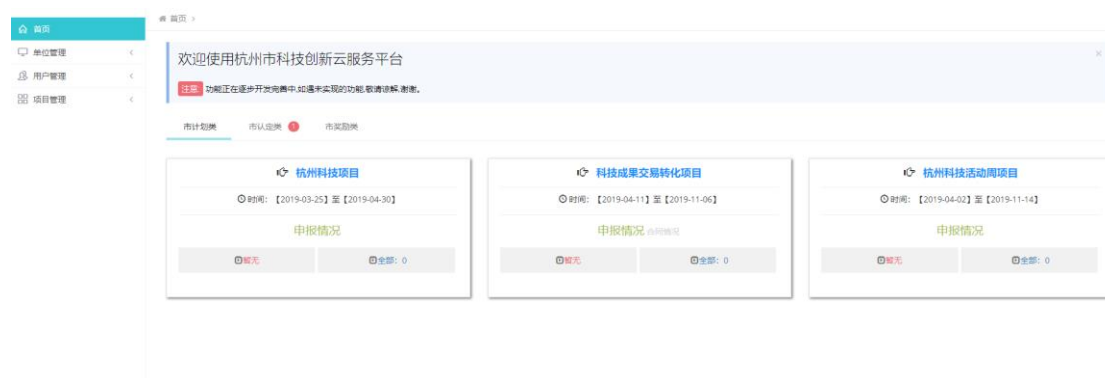 首页 >
首页
单位管理 <
用户管理 <
项目管理 <
欢迎使用杭州市科技创新云服务平台
×
注意: 功能正在逐步开发完善中,如遇未实现的功能,敬请谅解,谢谢。
市计划类 市认定类 1 市奖励类
杭州科技项目
时间: 【2019-03-25】至【2019-04-30】
申报情况
暂无 全部: 0
科技成果交易转化项目
时间: 【2019-04-11】至【2019-11-06】
申报情况 合同情况
暂无 全部: 0
杭州科技活动周项目
时间: 【2019-04-02】至【2019-11-14】
申报情况
暂无 全部: 0